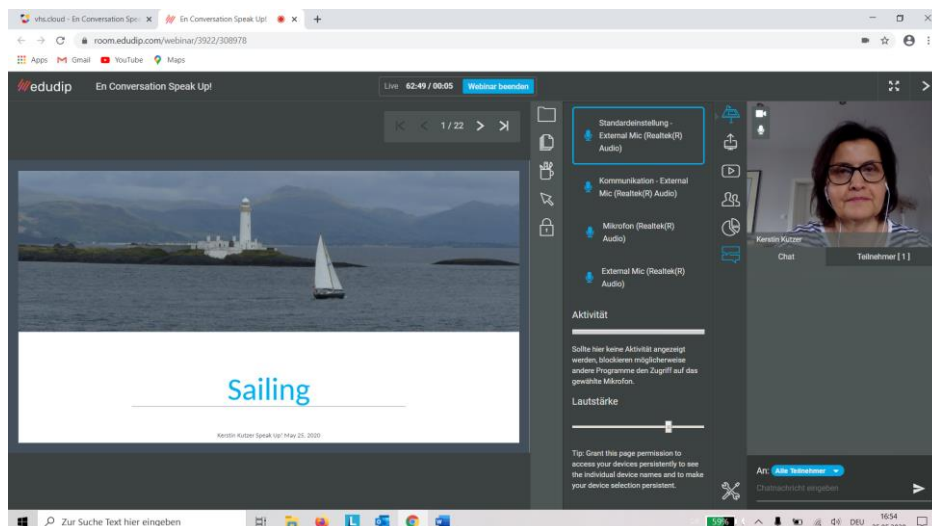 vhs.cloud - En Conversation Spe
En Conversation Speak Up!
room.edudip.com/webinar/3922/308978
Apps
Gmail
YouTube
Maps
edudip
En Conversation Speak Up!
Live 62:49 / 00:05
Webinar beenden
1 / 22
Sailing
Kerstin Kutzer Speak Up! May 25, 2020
Standardeinstellung -
External Mic (Realtek(R)
Audio)
Kommunikation - External
Mic (Realtek(R) Audio)
Mikrofon (Realtek(R)
Audio)
External Mic (Realtek(R)
Audio)
Aktivität
Sollte hier keine Aktivität angezeigt
werden, blockieren möglicherweise
andere Programme den Zugriff auf das
gewählte Mikrofon.
Lautstärke
Tip: Grant this page permission to
access your devices persistently to see
the individual device names and to make
your device selection persistent.
Kerstin Kutzer
Chat
Teilnehmer [ 1 ]
An: Alle Teilnehmer
Chatnachricht eingeben
Zur Suche Text hier eingeben
59%
DEU
16:54